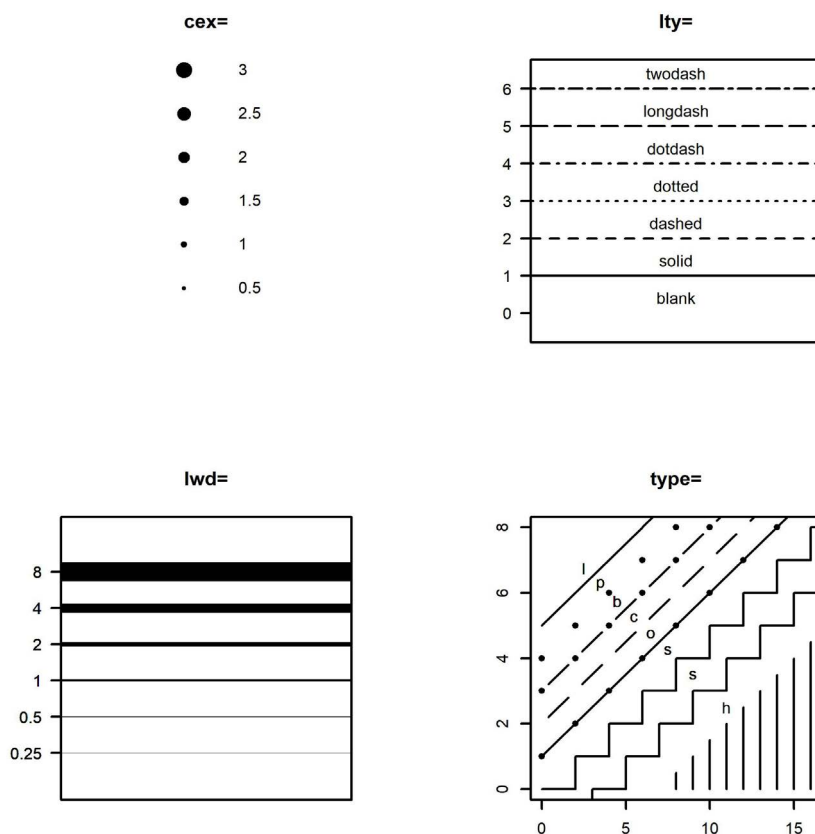 cex=
3
2.5
2
1.5
1
0.5
lty=
twodash
6
longdash
5
dotdash
4
dotted
3
dashed
2
solid
1
blank
0
lwd=
8
4
2
1
0.5
0.25
type=
8
6
4
2
0
l
p
b
c
o
s
s
h
0 5 10 15